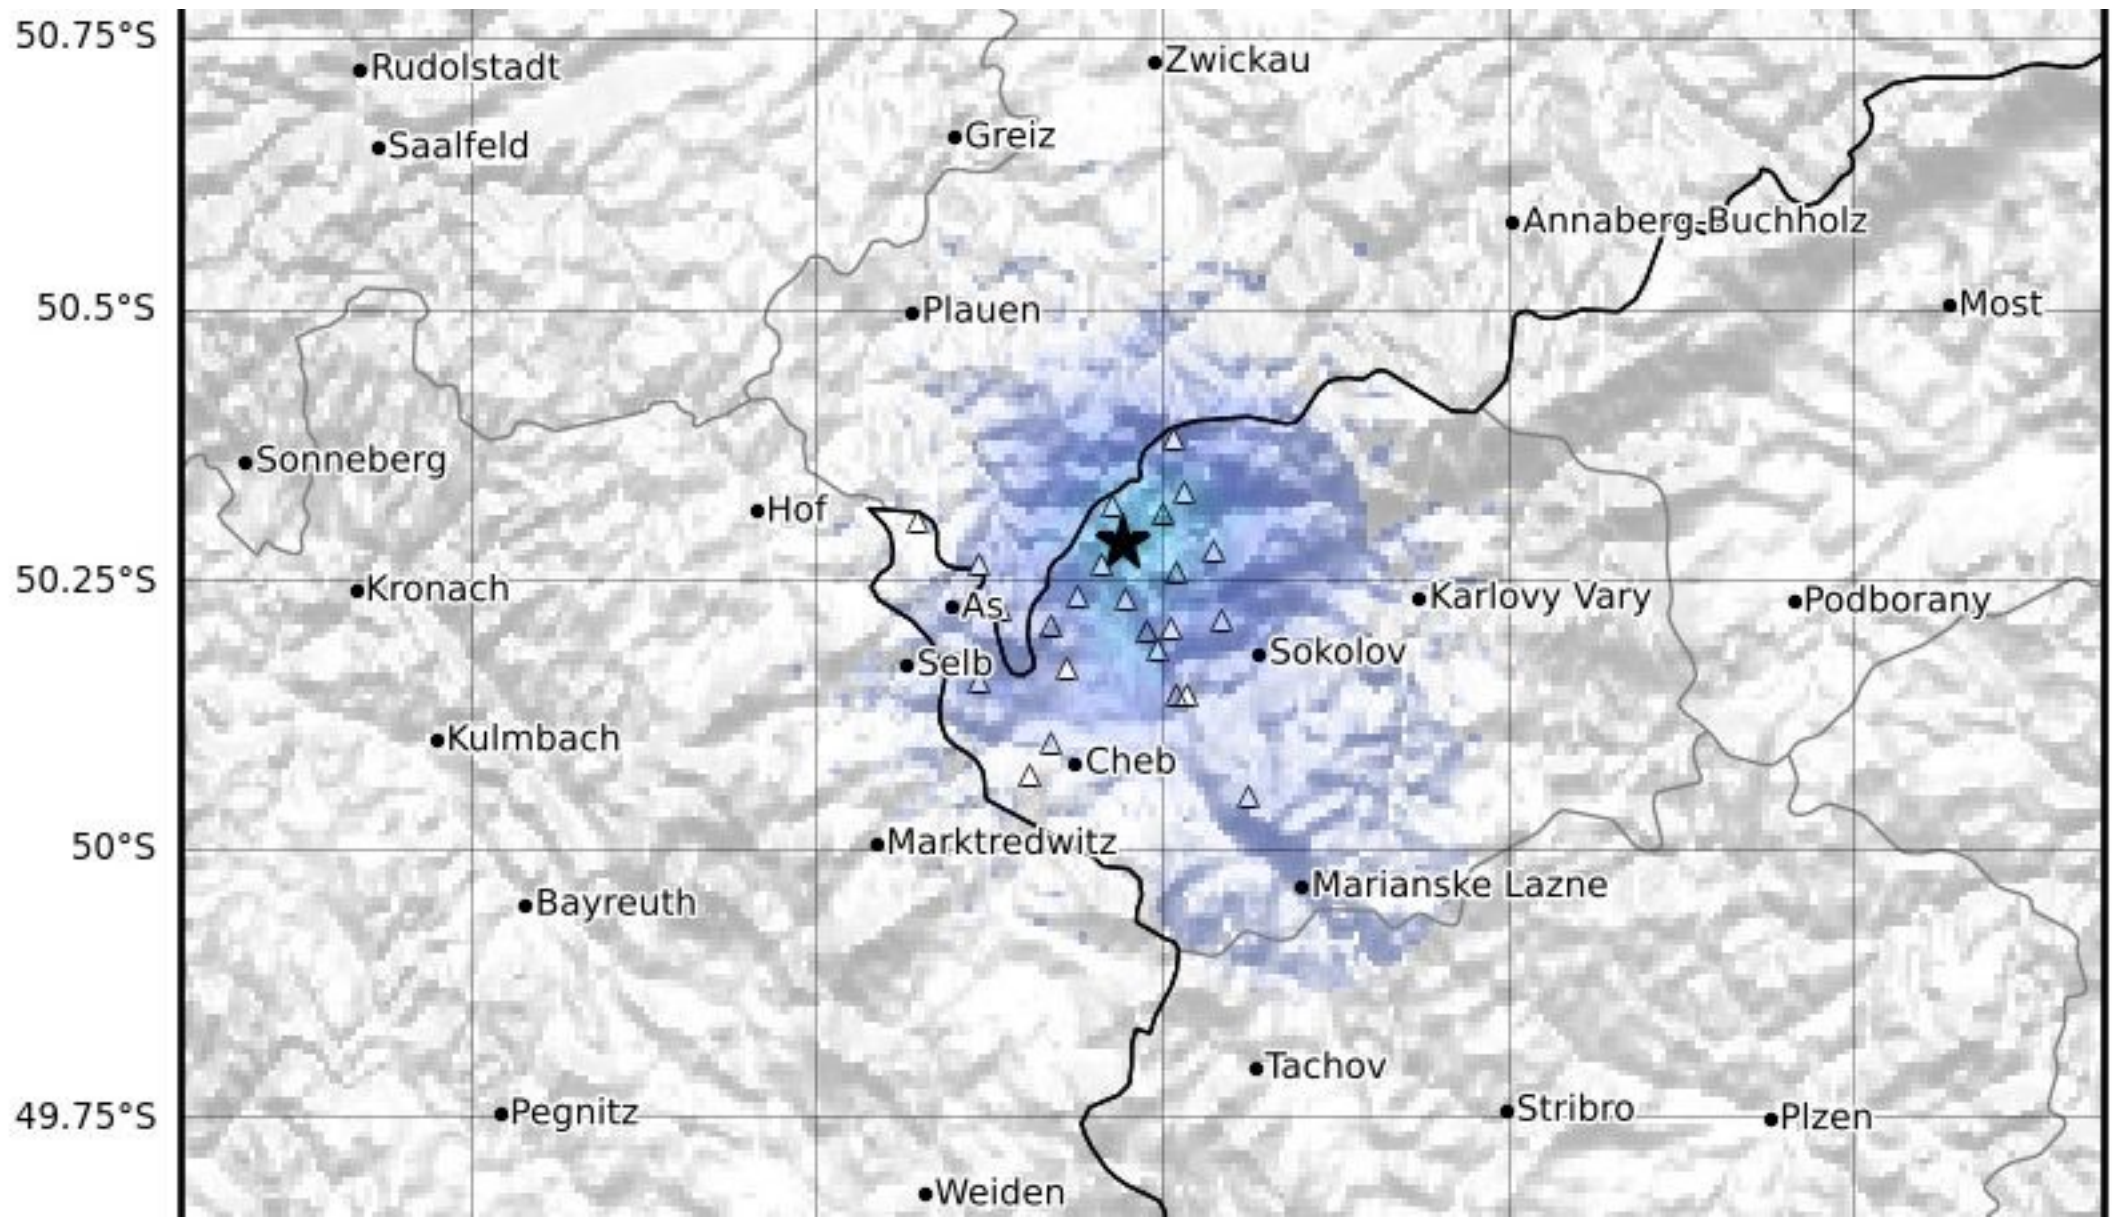 50.75°S
Rudolstadt
Zwickau
Saalfeld
Greiz
Annaberg-Buchholz
50.5°S
Plauen
Most
Sonneberg
Hof
50.25°S
Kronach
As
Karlovy Vary
Podborany
Selb
Sokolov
Kulmbach
Cheb
50°S
Marktredwitz
Marianske Lazne
Bayreuth
Tachov
49.75°S
Pegnitz
Stribro
Plzen
Weiden